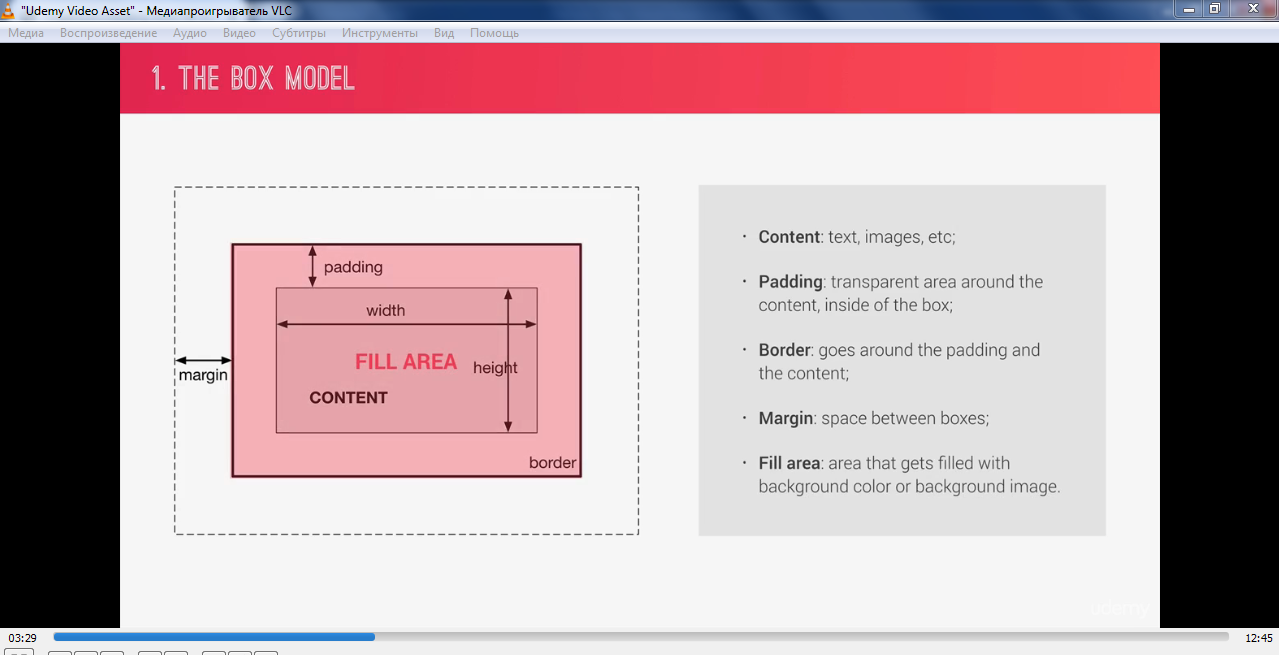 "Udemy Video Asset" - Медиапроигрыватель VLC
Медиа Воспроизведение Аудио Видео Субтитры Инструменты Вид Помощь
1. THE BOX MODEL
padding
width
FILL AREA
height
CONTENT
margin
border
· Content: text, images, etc;
· Padding: transparent area around the
content, inside of the box;
· Border: goes around the padding and
the content;
· Margin: space between boxes;
· Fill area: area that gets filled with
background color or background image.
udemy
03:29
12:45